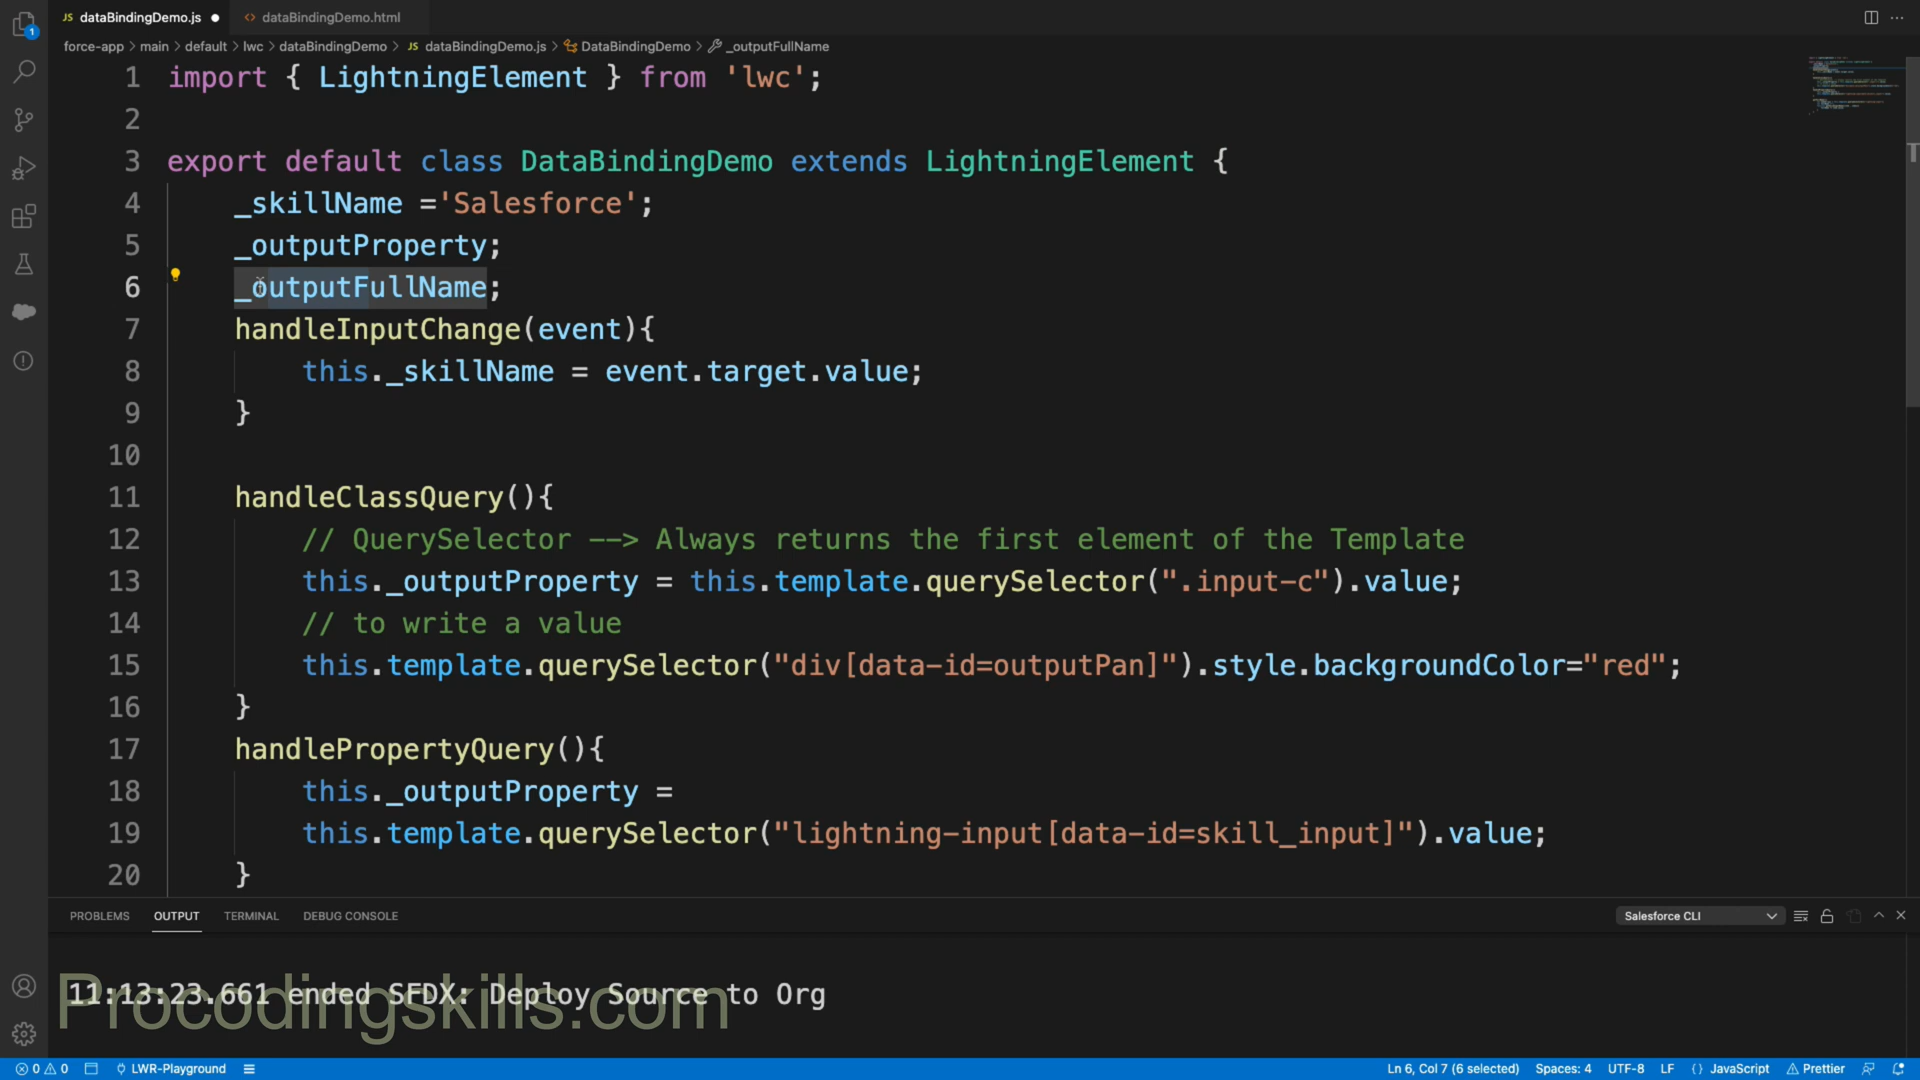 1
JS dataBindingDemo.js ● <> dataBindingDemo.html
force-app > main > default > lwc > dataBindingDemo > JS dataBindingDemo.js > DataBindingDemo > _outputFullName
1 import { LightningElement } from 'lwc';
2
3 export default class DataBindingDemo extends LightningElement {
4 _skillName ='Salesforce';
5 _outputProperty;
6 _outputFullName;
7 handleInputChange(event){
8 this._skillName = event.target.value;
9 }
10
11 handleClassQuery(){
12 // QuerySelector --> Always returns the first element of the Template
13 this._outputProperty = this.template.querySelector(".input-c").value;
14 // to write a value
15 this.template.querySelector("div[data-id=outputPan]").style.backgroundColor="red";
16 }
17 handlePropertyQuery(){
18 this._outputProperty =
19 this.template.querySelector("lightning-input[data-id=skill_input]").value;
20 }
PROBLEMS OUTPUT TERMINAL DEBUG CONSOLE Salesforce CLI
11:13:23.661 ended SFDX: Deploy Source to Org
Procodingskills.com
0 0 LWR-Playground Ln 6, Col 7 (6 selected) Spaces: 4 UTF-8 LF {} JavaScript Prettier